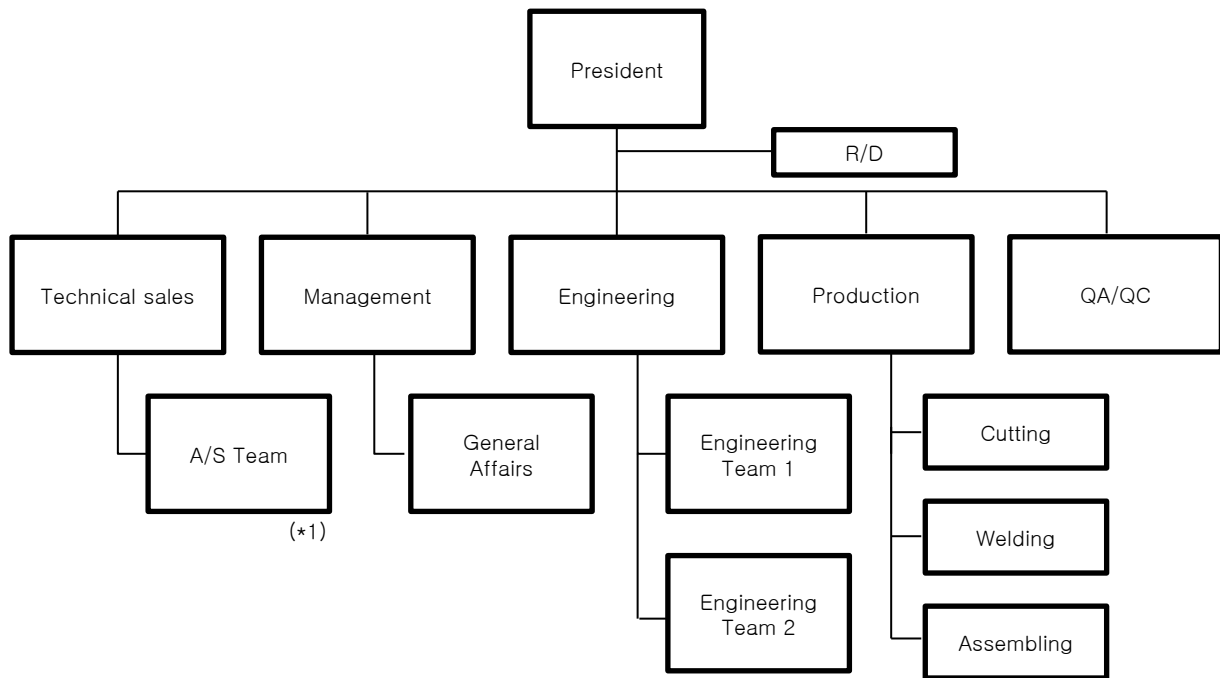 President
R/D
Technical sales
Management
Engineering
Production
QA/QC
A/S Team
(*1)
General
Affairs
Engineering
Team 1
Engineering
Team 2
Cutting
Welding
Assembling